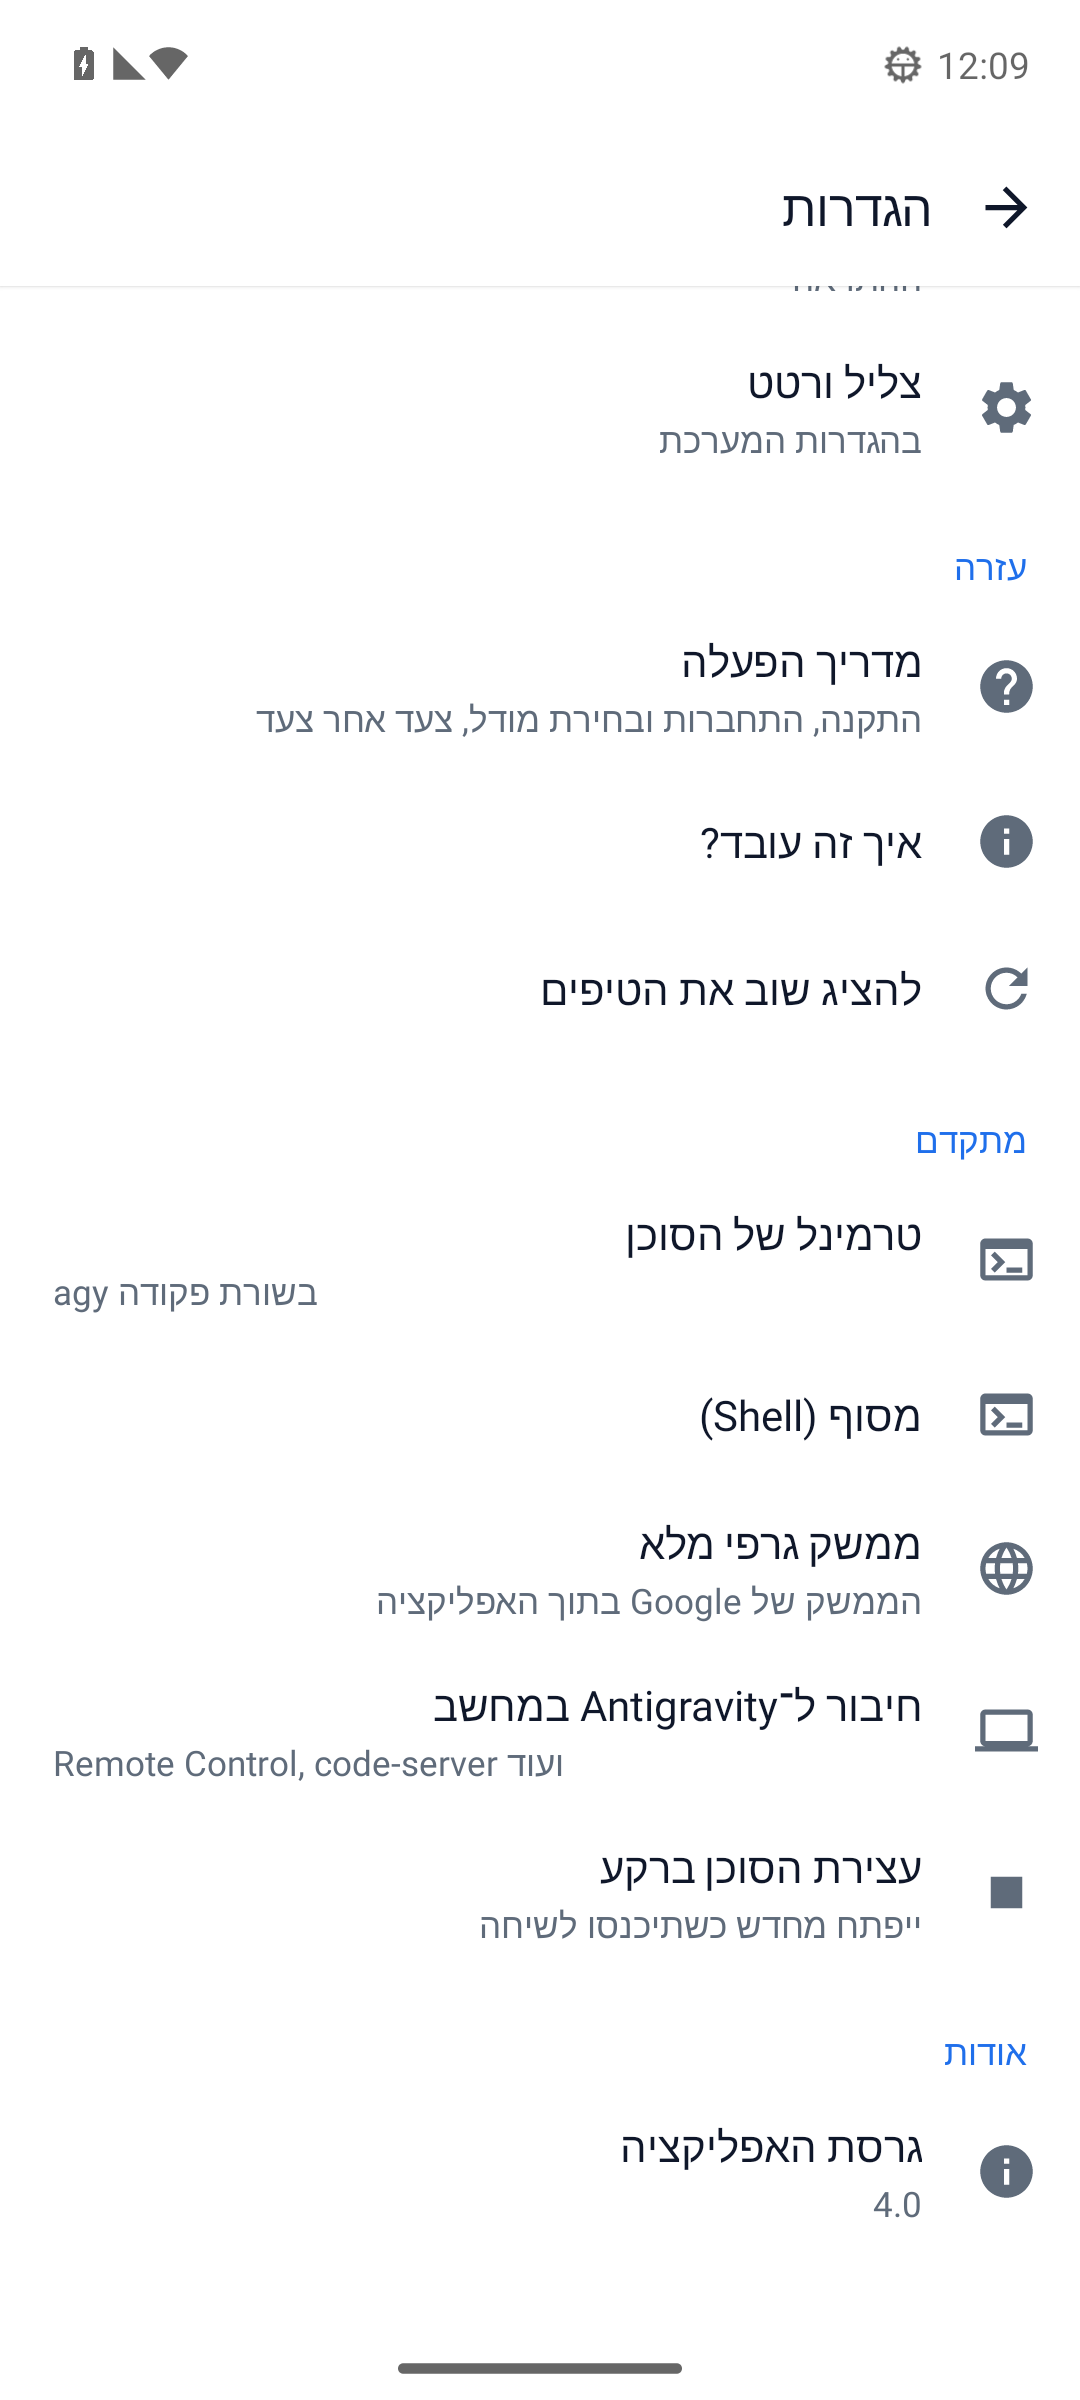 12:09
הגדרות
צליל ורטט
בהגדרות המערכת
עזרה
מדריך הפעלה
התקנה, התחברות ובחירת מודל, צעד אחר צעד
איך זה עובד?
להציג שוב את הטיפים
מתקדם
טרמינל של הסוכן
agy בשורת פקודה
מסוף (Shell)
ממשק גרפי מלא
הממשק של Google בתוך האפליקציה
חיבור ל־Antigravity במחשב
Remote Control, code-server ועוד
עצירת הסוכן ברקע
ייפתח מחדש כשתיכנסו לשיחה
אודות
גרסת האפליקציה
4.0